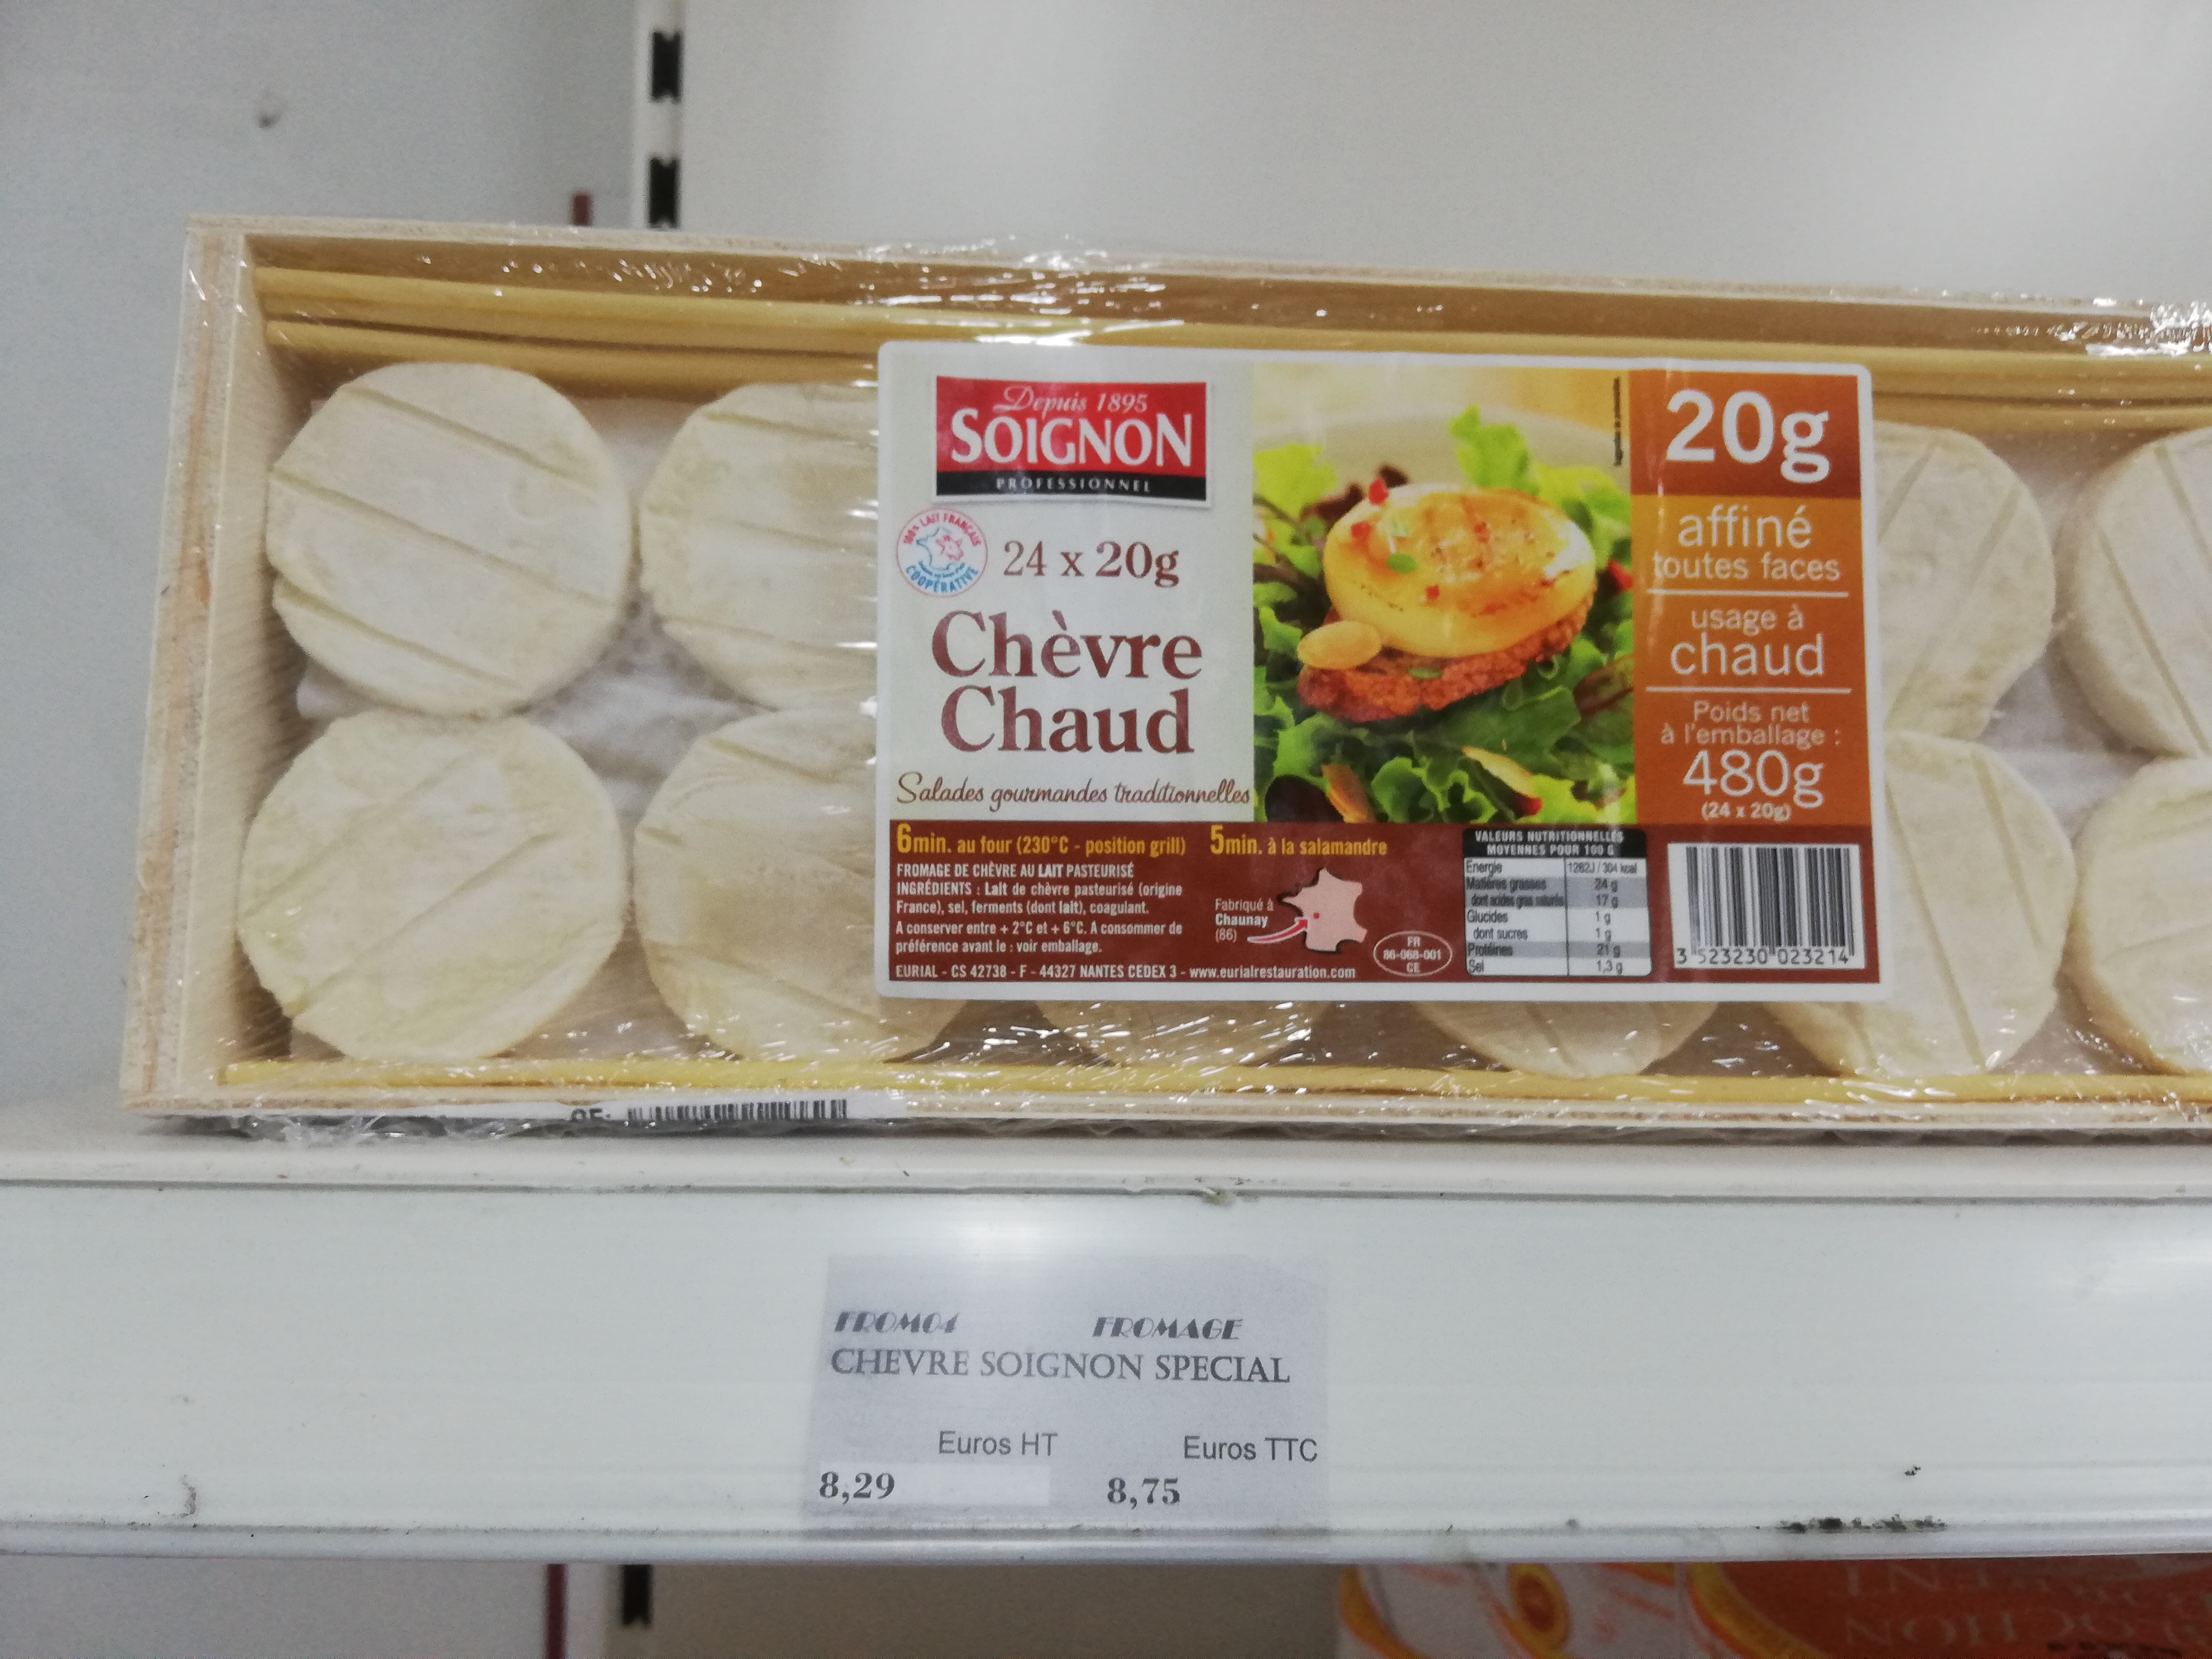 Depuis 1895
SOIGNON
PROFESSIONNEL
100% LAIT FRANÇAIS
COOPÉRATIVE
24 x 20g
Chèvre
Chaud
Salades gourmandes traditionnelles
20g
affiné
toutes faces
usage à
chaud
Poids net
à l'emballage :
480g
(24 x 20g)
6min. au four (230°C - position grill) 5min. à la salamandre
FROMAGE DE CHÈVRE AU LAIT PASTEURISÉ
INGRÉDIENTS : Lait de chèvre pasteurisé (origine
France), sel, ferments (dont lait), coagulant.
A conserver entre + 2°C et + 6°C. A consommer de
préférence avant le : voir emballage.
EURIAL - CS 42738 - F - 44327 NANTES CEDEX 3 - www.eurialrestauration.com
Fabriqué à
Chaunay
(86)
FR
86-068-001
CE
VALEURS NUTRITIONNELLES
MOYENNES POUR 100 G
Energie 1262J / 304 kcal
Matières grasses 24 g
dont acides gras saturés 17 g
Glucides 1 g
dont sucres 1 g
Protéines 21 g
Sel 1,3 g
3 523230 023214
FROM04 FROMAGE
CHEVRE SOIGNON SPECIAL
Euros HT Euros TTC
8,29 8,75